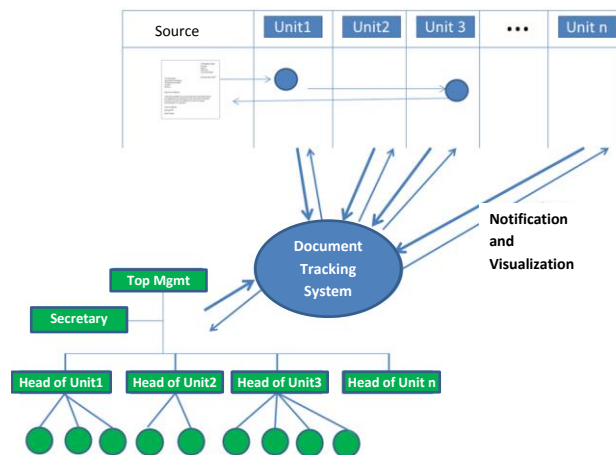 Source
Unit1
Unit2
Unit 3
...
Unit n
Notification
and
Visualization
Document
Tracking
System
Top Mgmt
Secretary
Head of Unit1
Head of Unit2
Head of Unit3
Head of Unit n